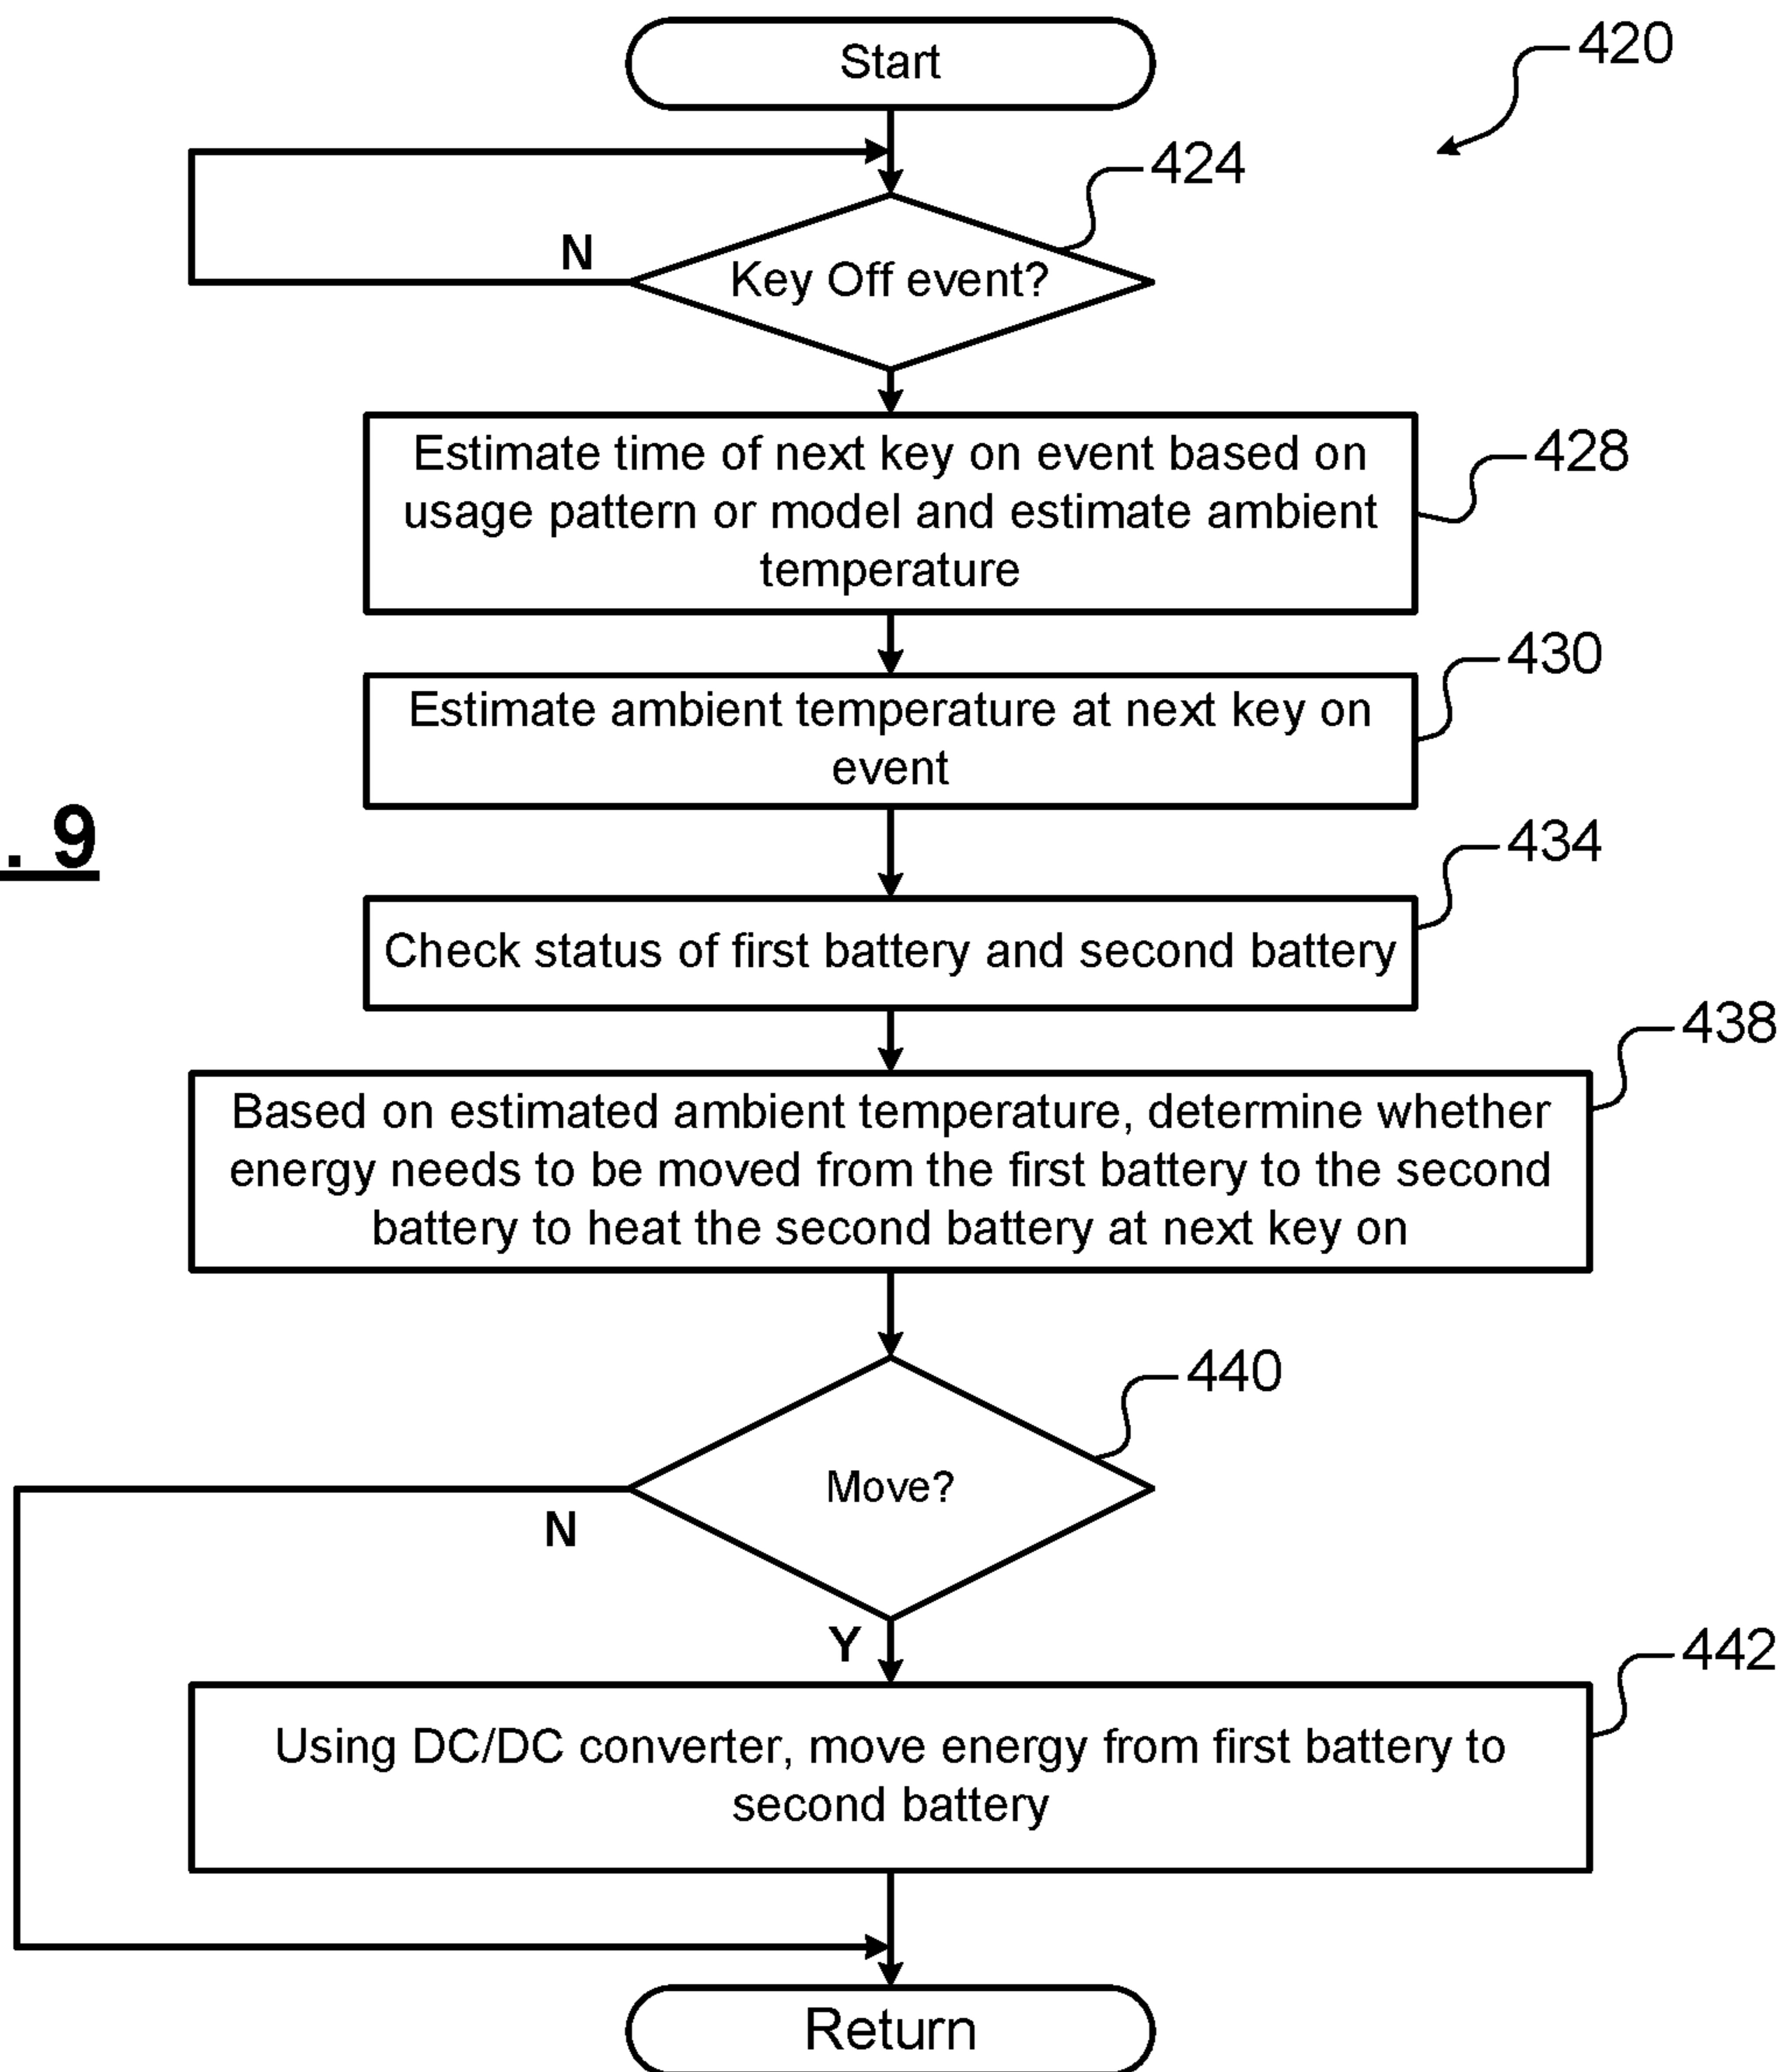 Start
420
424
N
Key Off event?
Estimate time of next key on event based on
usage pattern or model and estimate ambient
temperature
428
430
Estimate ambient temperature at next key on
event
. 9
434
Check status of first battery and second battery
438
Based on estimated ambient temperature, determine whether
energy needs to be moved from the first battery to the second
battery to heat the second battery at next key on
440
Move?
N
Y
442
Using DC/DC converter, move energy from first battery to
second battery
Return